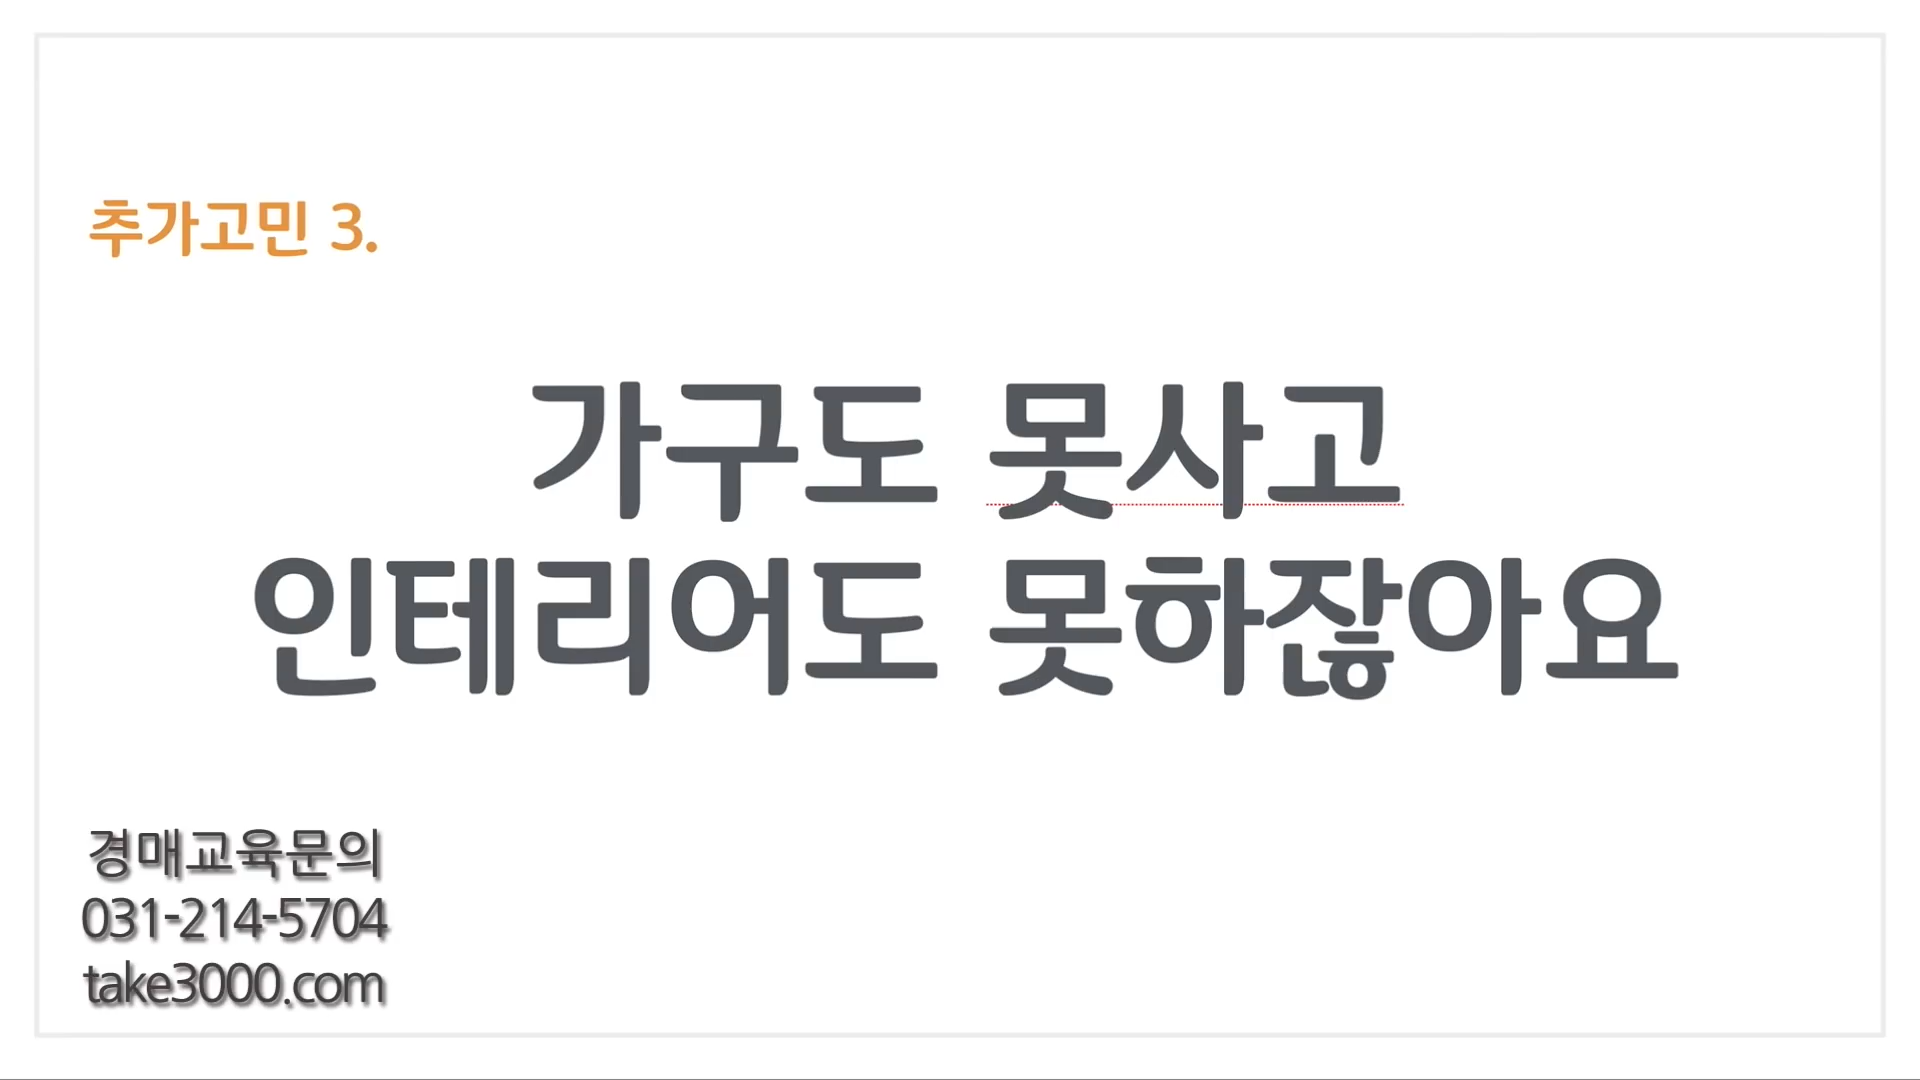 추가고민 3.
가구도 못사고
인테리어도 못하잖아요
경매교육문의
031-214-5704
take3000.com